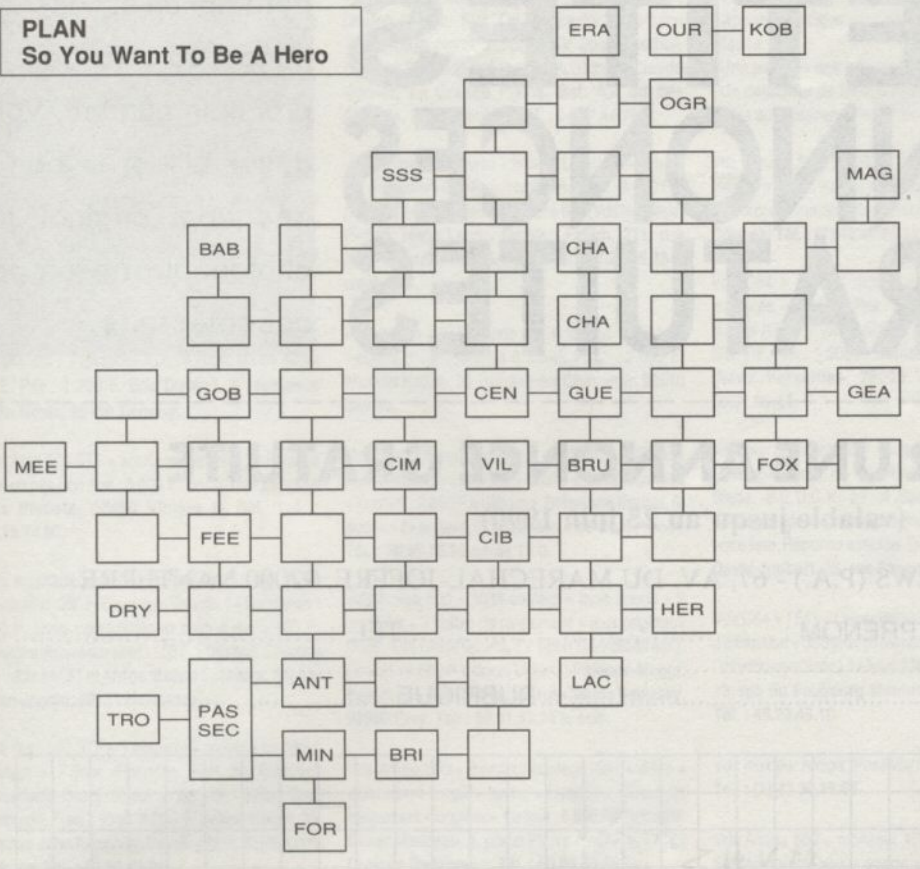 PLAN
So You Want To Be A Hero
ERA OUR KOB
OGR
SSS MAG
BAB CHA
CHA
GOB CEN GUE GEA
MEE CIM VIL BRU FOX
FEE CIB
DRY HER
ANT LAC
TRO PAS
SEC
MIN BRI
FOR